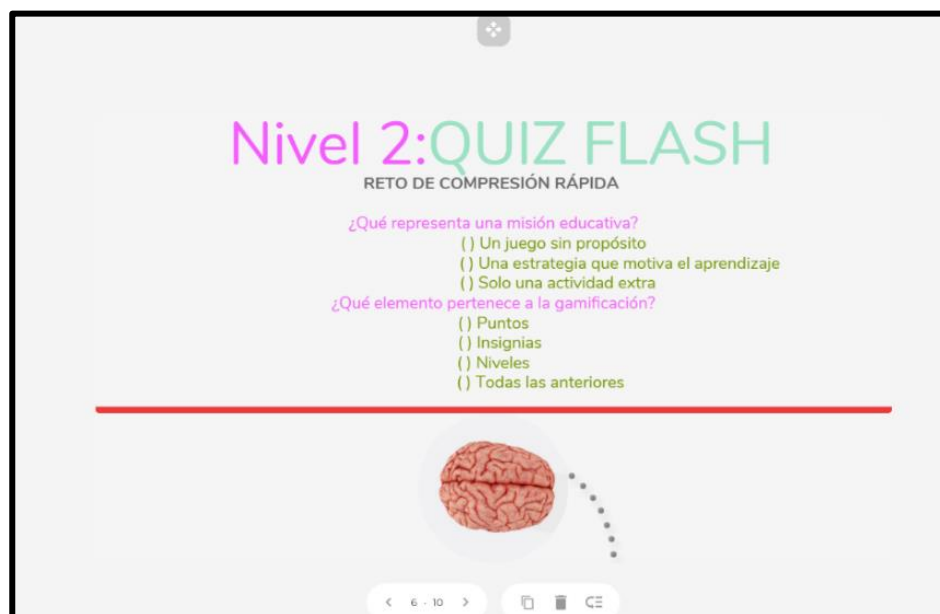 Nivel 2:QUIZ FLASH
RETO DE COMPRESIÓN RÁPIDA
¿Qué representa una misión educativa?
( ) Un juego sin propósito
( ) Una estrategia que motiva el aprendizaje
( ) Solo una actividad extra
¿Qué elemento pertenece a la gamificación?
( ) Puntos
( ) Insignias
( ) Niveles
( ) Todas las anteriores
6 - 10